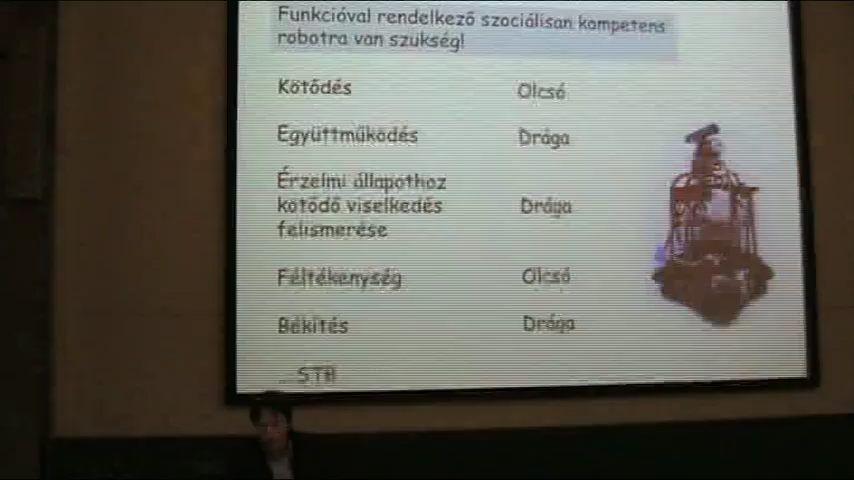 Funkcióval rendelkező szociálisan kompetens
robotra van szükség!
Kötődés Olcsó
Együttműködés Drága
Érzelmi állapothoz
kötődő viselkedés Drága
felismerése
Féltékenység Olcsó
Békítés Drága
...STB